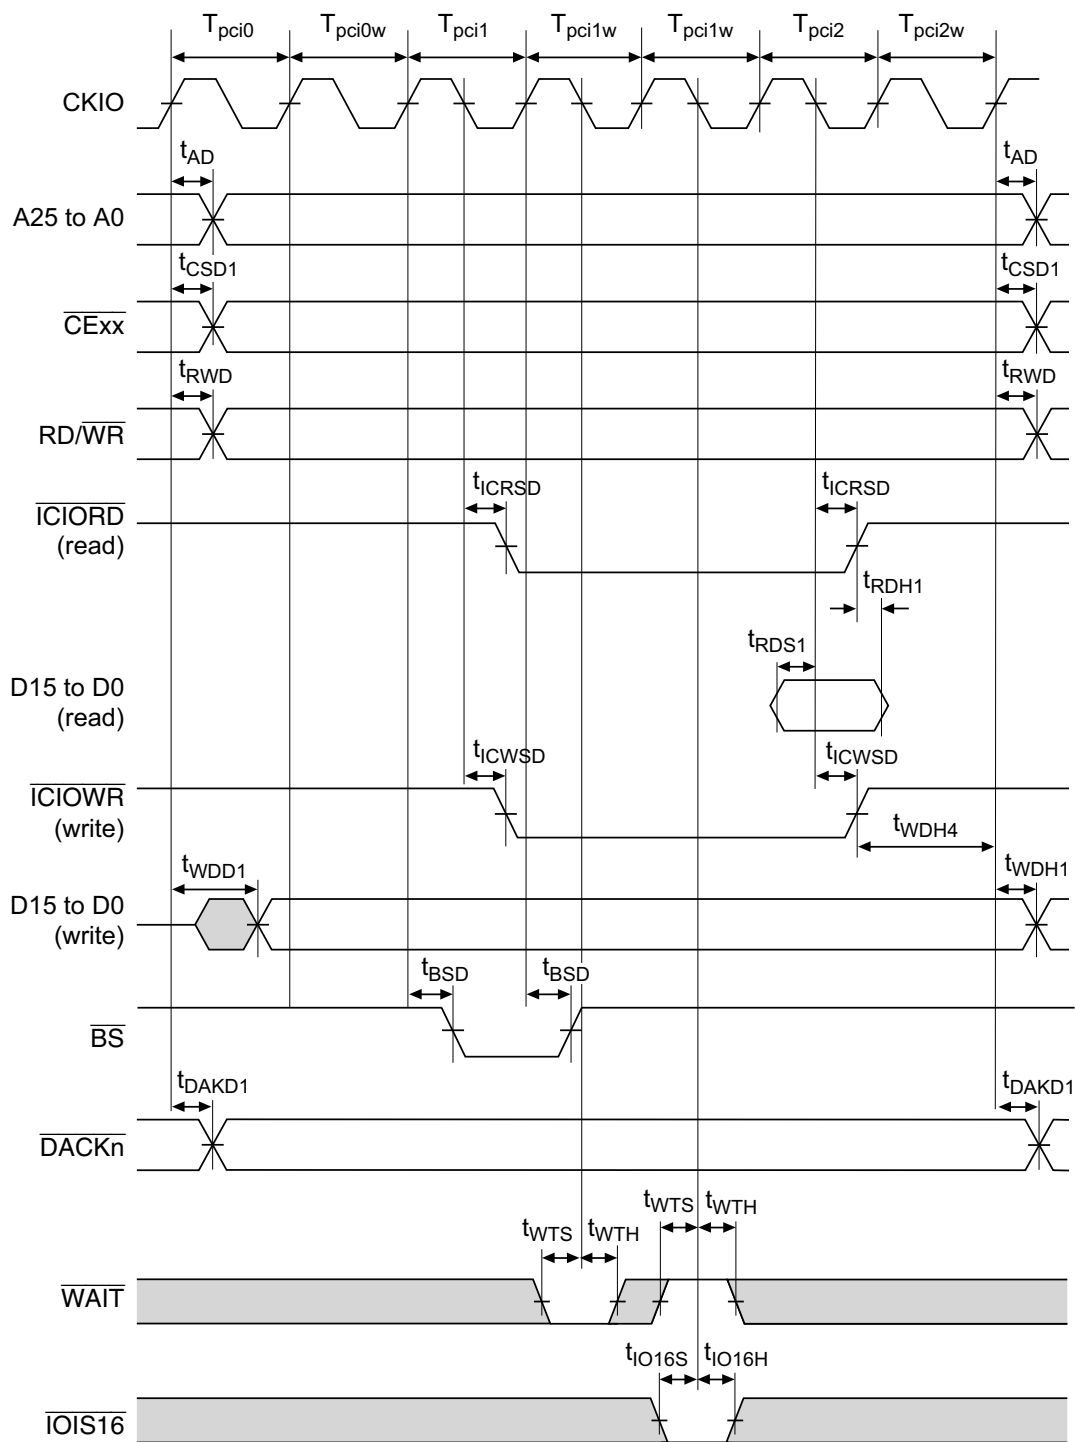 Tpci0 Tpci0w Tpci1 Tpci1w Tpci1w Tpci2 Tpci2w
CKIO
tAD tAD
A25 to A0
tCSD1 tCSD1
CExx
tRWD tRWD
RD/WR
tICRSD tICRSD
ICIORD
(read)
tRDH1
tRDS1
D15 to D0
(read)
tICWSD tICWSD
ICIOWR
(write)
tWDH4
tWDD1 tWDH1
D15 to D0
(write)
tBSD tBSD
BS
tDAKD1 tDAKD1
DACKn
tWTS tWTH tWTS tWTH
WAIT
tIO16S tIO16H
IOIS16